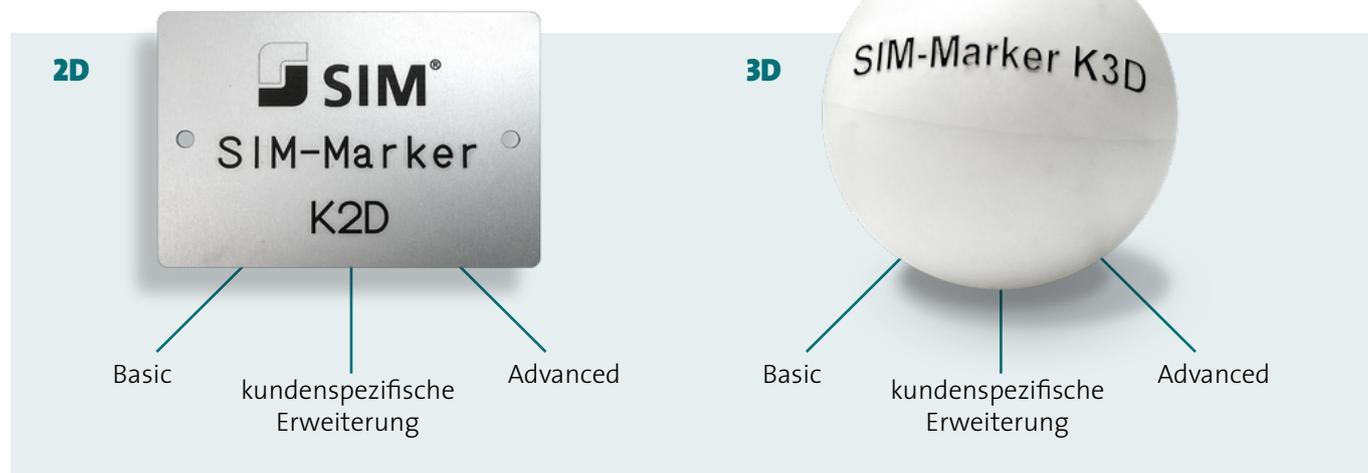 2D
SIM®
SIM-Marker
K2D
Basic
kundenspezifische
Erweiterung
Advanced
3D
SIM-Marker K3D
Basic
kundenspezifische
Erweiterung
Advanced